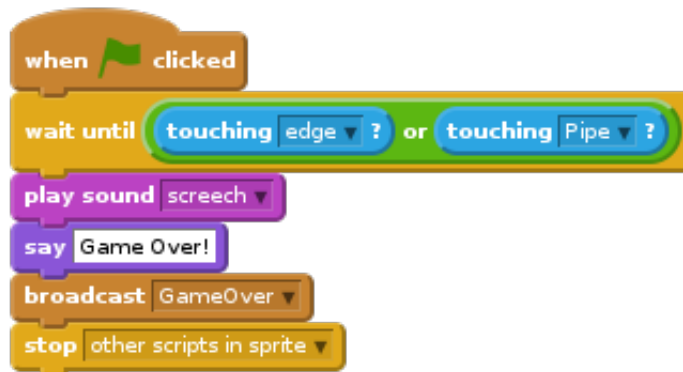 when clicked
wait until touching edge ? or touching Pipe ?
play sound screech
say Game Over!
broadcast GameOver
stop other scripts in sprite